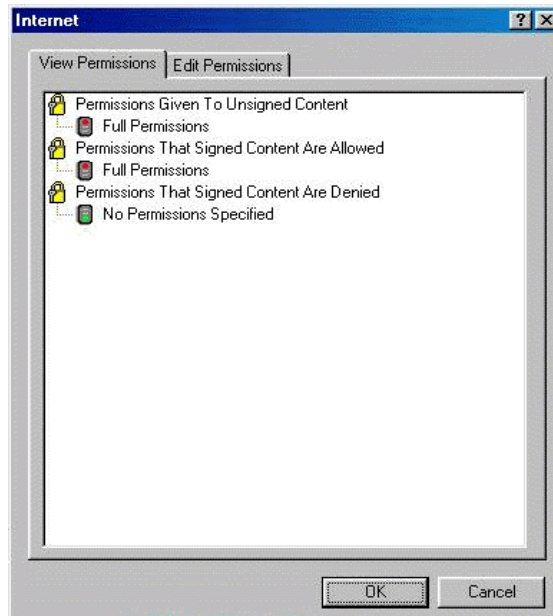 Internet
View Permissions
Edit Permissions
Permissions Given To Unsigned Content
Full Permissions
Permissions That Signed Content Are Allowed
Full Permissions
Permissions That Signed Content Are Denied
No Permissions Specified
OK
Cancel